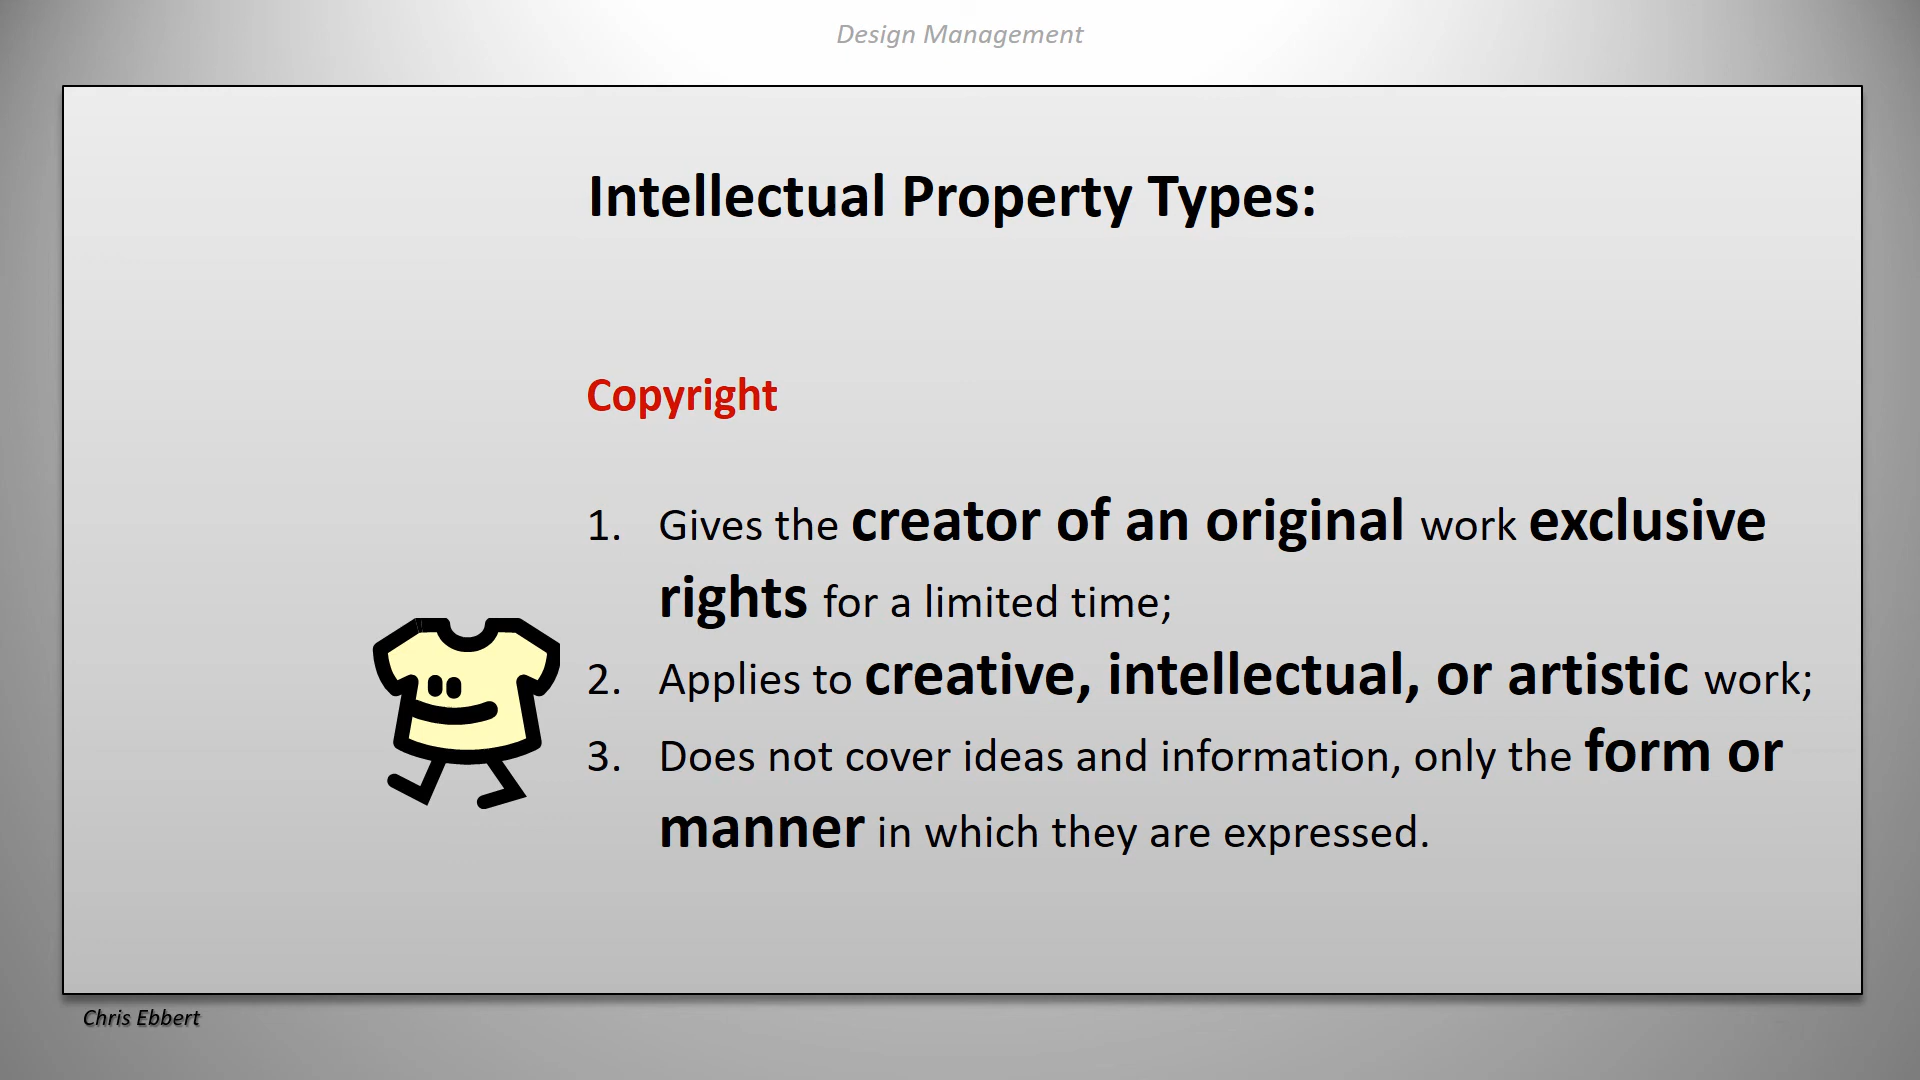 Design Management
Intellectual Property Types:
Copyright
1. Gives the creator of an original work exclusive
rights for a limited time;
2. Applies to creative, intellectual, or artistic work;
3. Does not cover ideas and information, only the form or
manner in which they are expressed.
Chris Ebbert